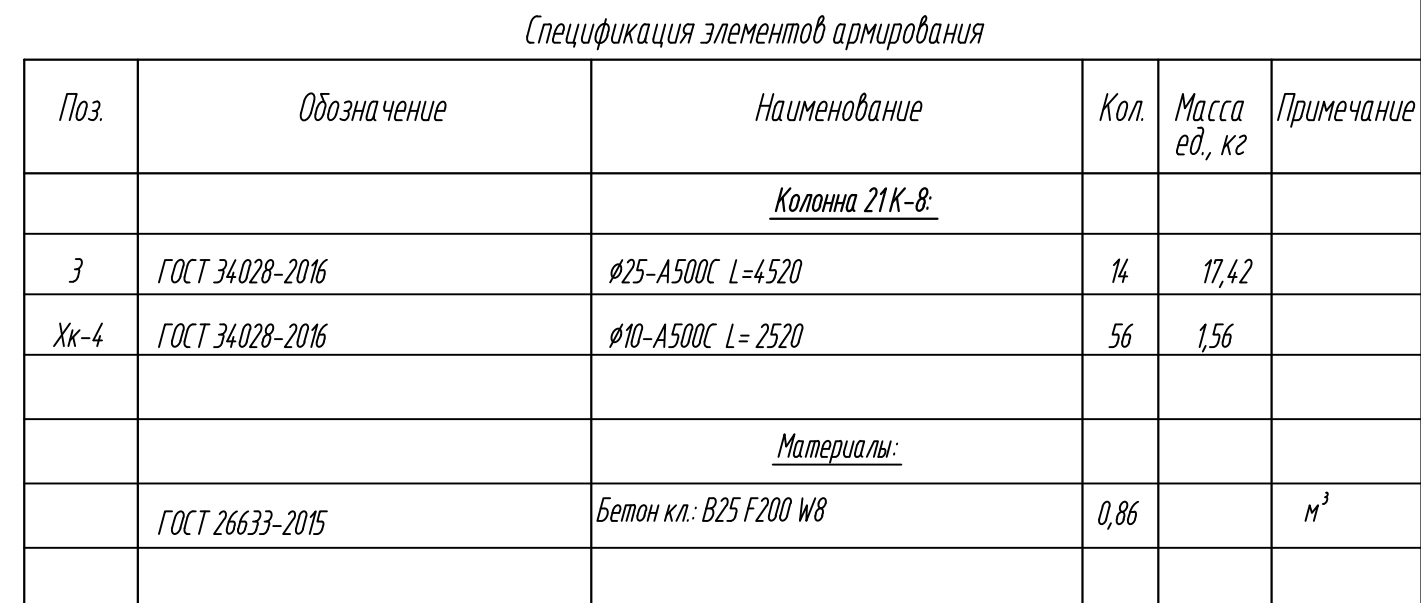 Спецификация элементов армирования
Поз. Обозначение Наименование Кол. Масса ед., кг Примечание
Колонна 21К-8:
3 ГОСТ 34028-2016 ⌀25-А500С L=4520 14 17,42
Хк-4 ГОСТ 34028-2016 ⌀10-А500С L= 2520 56 1,56
Материалы:
ГОСТ 26633-2015 Бетон кл.: В25 F200 W8 0,86 м³